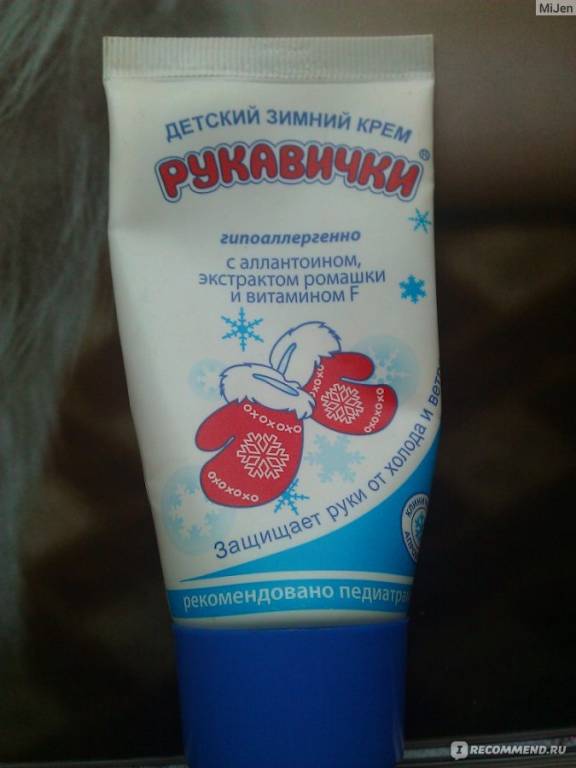 MiJen
ДЕТСКИЙ ЗИМНИЙ КРЕМ
РУКАВИЧКИ®
гипоаллергенно
с аллантоином,
экстрактом ромашки
и витамином F
Защищает руки от холода и
рекомендовано
I RECOMMEND.RU